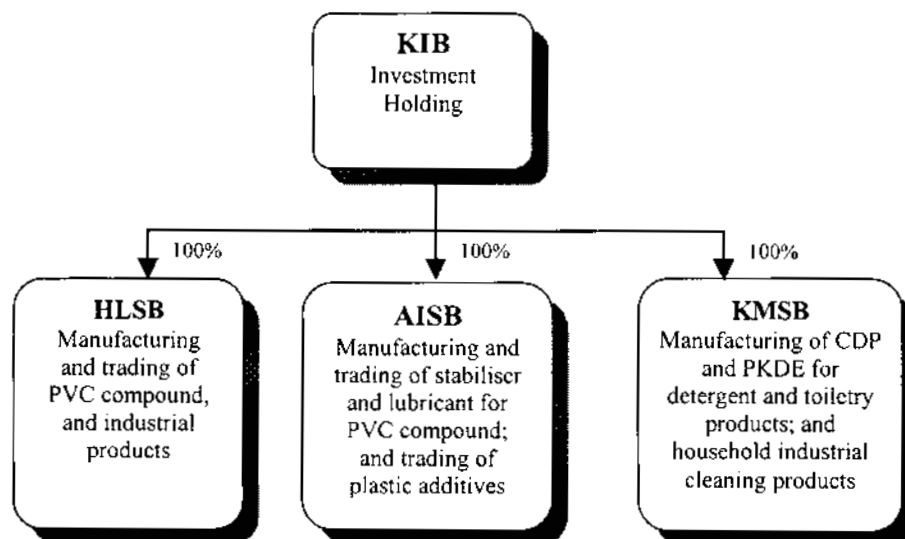 KIB
Investment
Holding
100%
100%
100%
HLSB
Manufacturing
and trading of
PVC compound,
and industrial
products
AISB
Manufacturing and
trading of stabiliser
and lubricant for
PVC compound;
and trading of
plastic additives
KMSB
Manufacturing of CDP
and PKDE for
detergent and toiletry
products; and
household industrial
cleaning products